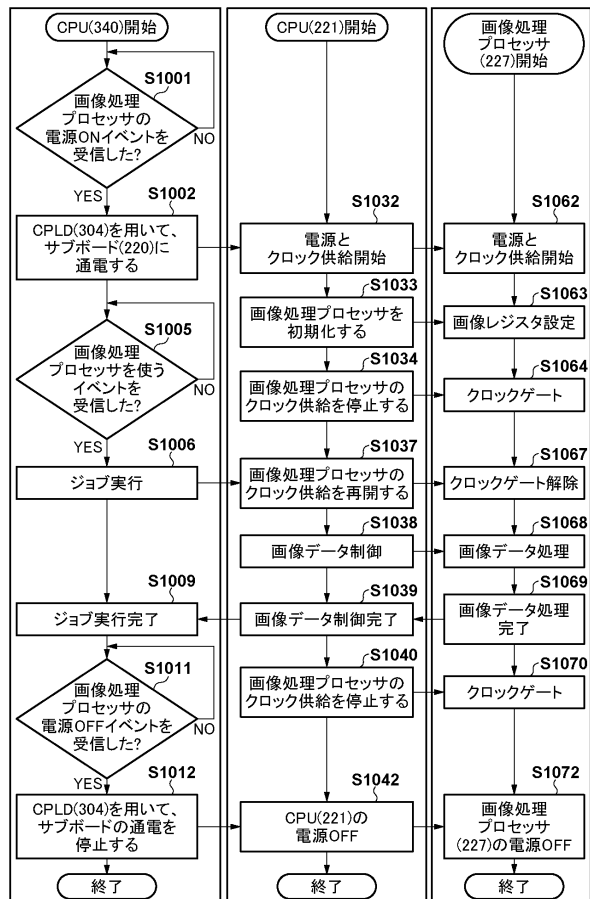 CPU(340)開始
S1001
画像処理
プロセッサの
電源ONイベントを
受信した?
NO
YES
S1002
CPLD(304)を用いて、
サブボード(220)に
通電する
S1005
画像処理
プロセッサを使う
イベントを
受信した?
NO
YES
S1006
ジョブ実行
S1009
ジョブ実行完了
S1011
画像処理
プロセッサの
電源OFFイベントを
受信した?
NO
YES
S1012
CPLD(304)を用いて、
サブボードの通電を
停止する
終了
CPU(221)開始
S1032
電源と
クロック供給開始
S1033
画像処理プロセッサを
初期化する
S1034
画像処理プロセッサの
クロック供給を停止する
S1037
画像処理プロセッサの
クロック供給を再開する
S1038
画像データ制御
S1039
画像データ制御完了
S1040
画像処理プロセッサの
クロック供給を停止する
S1042
CPU(221)の
電源OFF
終了
画像処理
プロセッサ
(227)開始
S1062
電源と
クロック供給開始
S1063
画像レジスタ設定
S1064
クロックゲート
S1067
クロックゲート解除
S1068
画像データ処理
S1069
画像データ処理
完了
S1070
クロックゲート
S1072
画像処理
プロセッサ
(227)の電源OFF
終了